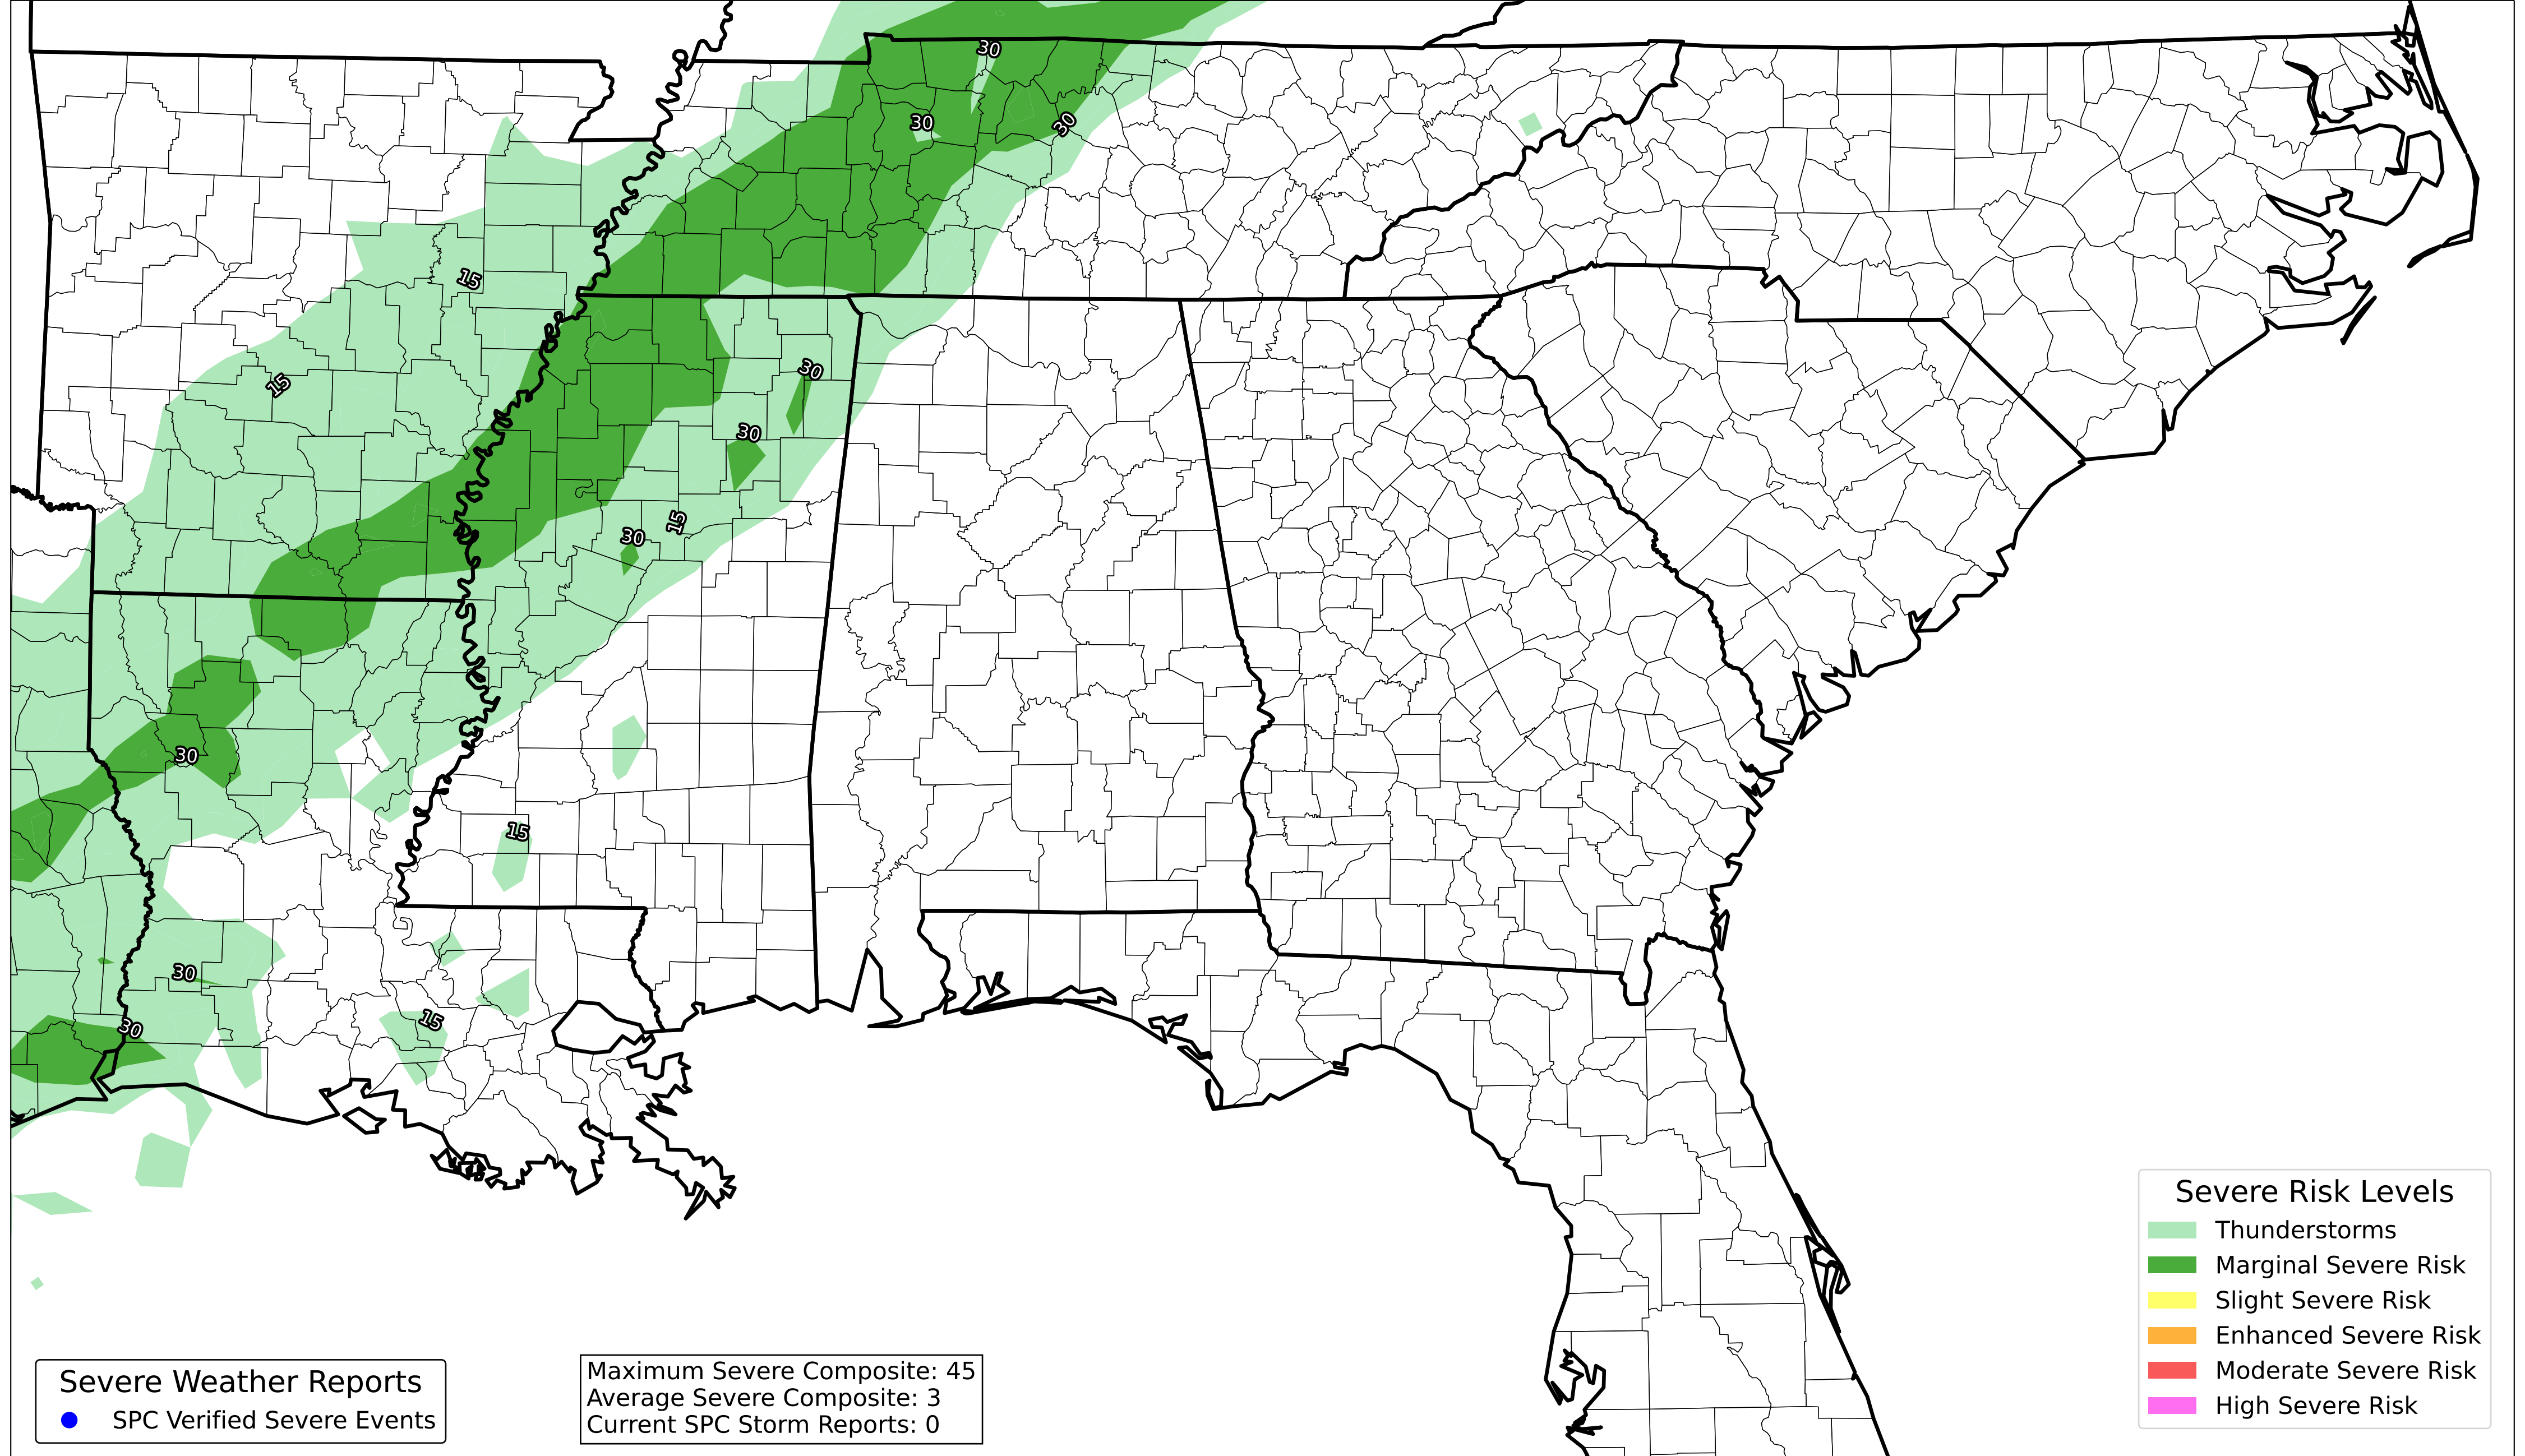 30
30
30
15
30
15
30
15
30
30
15
30
15
30
Severe Risk Levels
Thunderstorms
Marginal Severe Risk
Slight Severe Risk
Enhanced Severe Risk
Moderate Severe Risk
High Severe Risk
Severe Weather Reports
SPC Verified Severe Events
Maximum Severe Composite: 45
Average Severe Composite: 3
Current SPC Storm Reports: 0